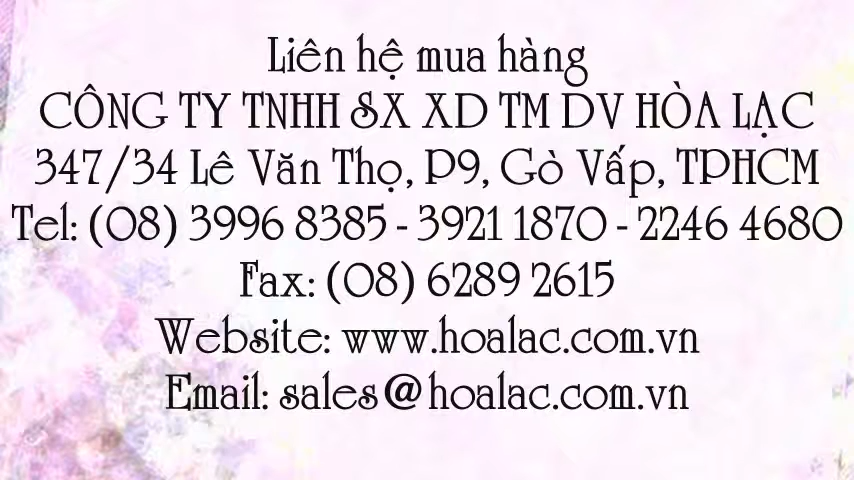 Liên hệ mua hàng
CÔNG TY TNHH SX XD TM DV HÒA LẠC
347/34 Lê Văn Thọ, P9, Gò Vấp, TPHCM
Tel: (08) 3996 8385 - 3921 1870 - 2246 4680
Fax: (08) 6289 2615
Website: www.hoalac.com.vn
Email: sales@hoalac.com.vn